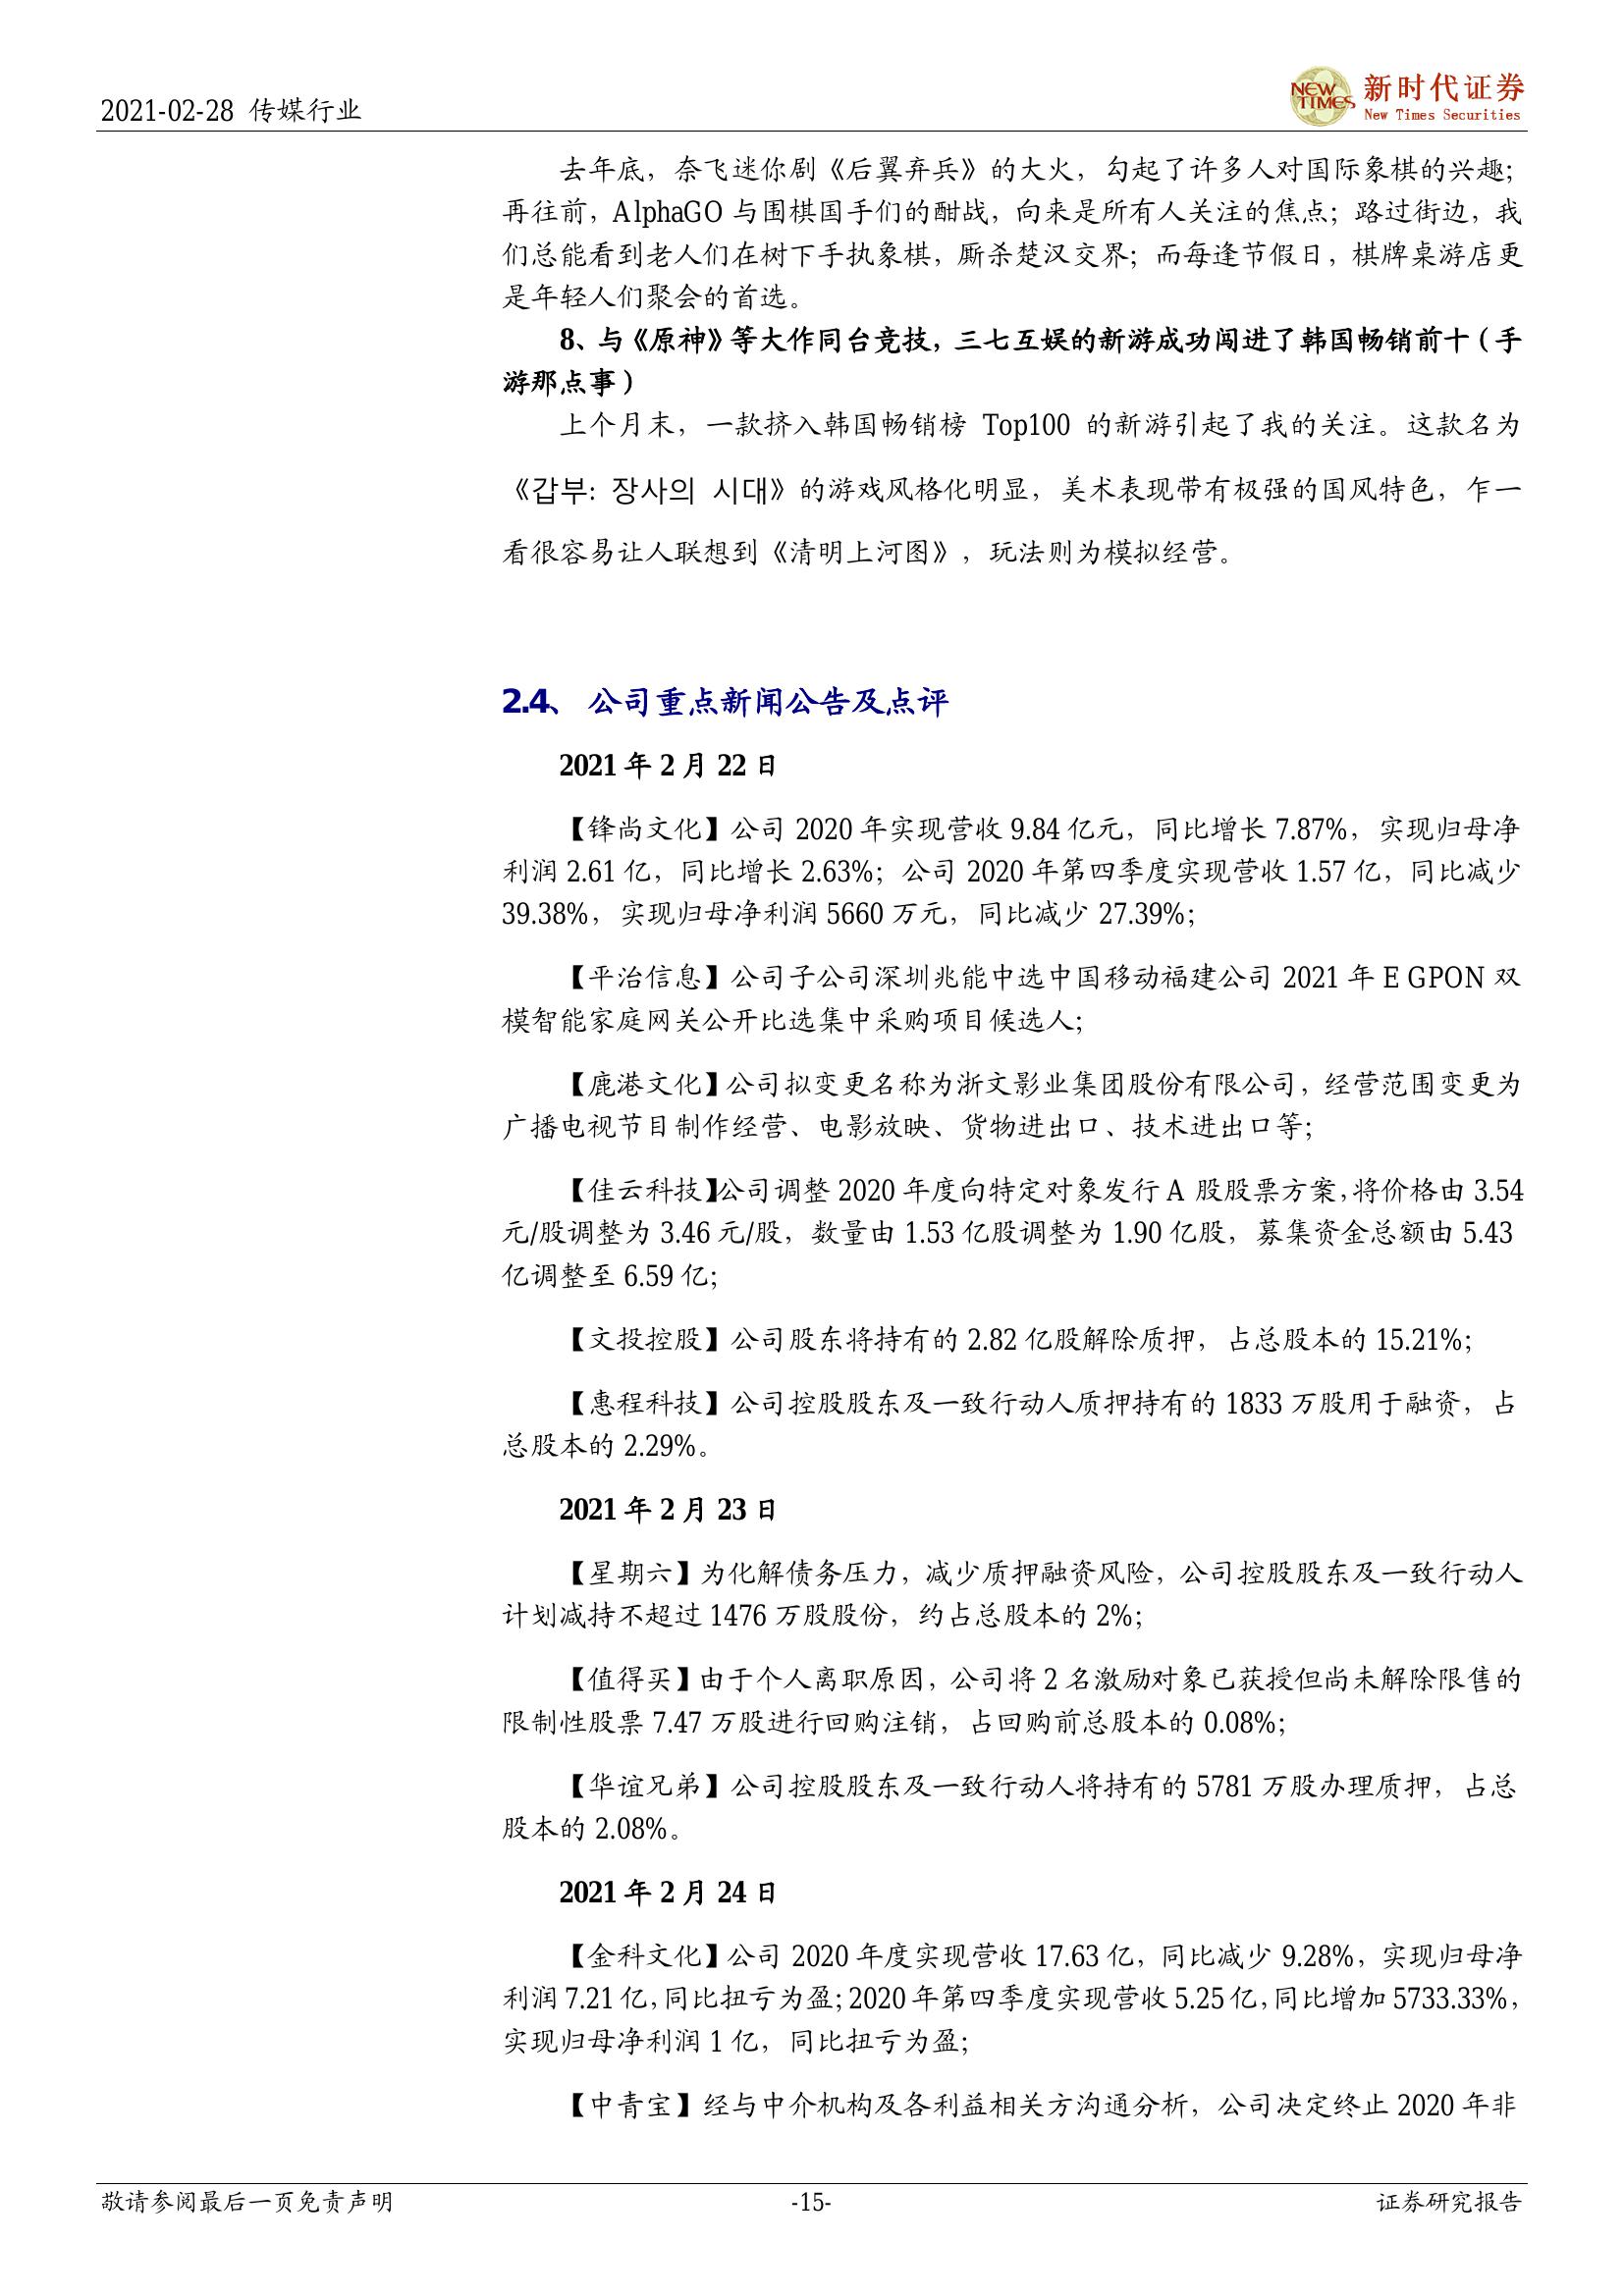 2021-02-28 传媒行业
NEW TIMES
新时代证券
New Times Securities
去年底，奈飞迷你剧《后翼弃兵》的大火，勾起了许多人对国际象棋的兴趣；
再往前，AlphaGO 与围棋国手们的酣战，向来是所有人关注的焦点；路过街边，我
们总能看到老人们在树下手执象棋，厮杀楚汉交界；而每逢节假日，棋牌桌游店更
是年轻人们聚会的首选。
8、与《原神》等大作同台竞技，三七互娱的新游成功闯进了韩国畅销前十（手
游那点事）
上个月末，一款挤入韩国畅销榜 Top100 的新游引起了我的关注。这款名为
《갑부: 장사의 시대》的游戏风格化明显，美术表现带有极强的国风特色，乍一
看很容易让人联想到《清明上河图》，玩法则为模拟经营。
2.4、 公司重点新闻公告及点评
2021 年 2 月 22 日
【锋尚文化】公司 2020 年实现营收 9.84 亿元，同比增长 7.87%，实现归母净
利润 2.61 亿，同比增长 2.63%；公司 2020 年第四季度实现营收 1.57 亿，同比减少
39.38%，实现归母净利润 5660 万元，同比减少 27.39%；
【平治信息】公司子公司深圳兆能中选中国移动福建公司 2021 年 E GPON 双
模智能家庭网关公开比选集中采购项目候选人；
【鹿港文化】公司拟变更名称为浙文影业集团股份有限公司，经营范围变更为
广播电视节目制作经营、电影放映、货物进出口、技术进出口等；
【佳云科技】公司调整 2020 年度向特定对象发行 A 股股票方案，将价格由 3.54
元/股调整为 3.46 元/股，数量由 1.53 亿股调整为 1.90 亿股，募集资金总额由 5.43
亿调整至 6.59 亿；
【文投控股】公司股东将持有的 2.82 亿股解除质押，占总股本的 15.21%；
【惠程科技】公司控股股东及一致行动人质押持有的 1833 万股用于融资，占
总股本的 2.29%。
2021 年 2 月 23 日
【星期六】为化解债务压力，减少质押融资风险，公司控股股东及一致行动人
计划减持不超过 1476 万股股份，约占总股本的 2%；
【值得买】由于个人离职原因，公司将 2 名激励对象已获授但尚未解除限售的
限制性股票 7.47 万股进行回购注销，占回购前总股本的 0.08%；
【华谊兄弟】公司控股股东及一致行动人将持有的 5781 万股办理质押，占总
股本的 2.08%。
2021 年 2 月 24 日
【金科文化】公司 2020 年度实现营收 17.63 亿，同比减少 9.28%，实现归母净
利润 7.21 亿，同比扭亏为盈；2020 年第四季度实现营收 5.25 亿，同比增加 5733.33%，
实现归母净利润 1 亿，同比扭亏为盈；
【中青宝】经与中介机构及各利益相关方沟通分析，公司决定终止 2020 年非
敬请参阅最后一页免责声明
-15-
证券研究报告